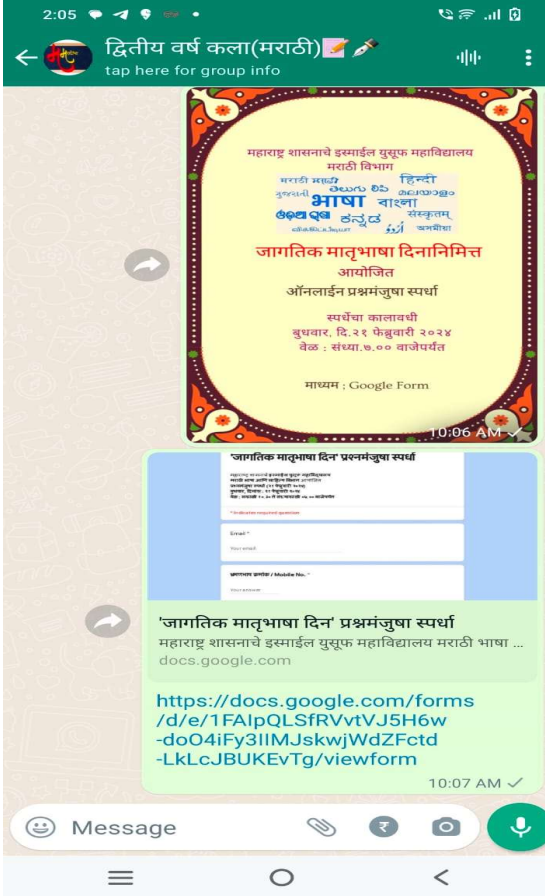 2:05
द्वितीय वर्ष कला(मराठी)📝🖋️
tap here for group info
महाराष्ट्र शासनाचे इस्माईल युसूफ महाविद्यालय
मराठी विभाग
मराठी
हिन्दी
తెలుగు లిపి
മലയാളം
ગુજરાતી
भाषा
বাংলা
ಕನ್ನಡ
संस्कृतम्
اُردُو
অসমীয়া
जागतिक मातृभाषा दिनानिमित्त
आयोजित
ऑनलाईन प्रश्नमंजुषा स्पर्धा
स्पर्धेचा कालावधी
बुधवार, दि.२१ फेब्रुवारी २०२४
वेळ : संध्या.७.०० वाजेपर्यंत
माध्यम ; Google Form
10:06 AM
'जागतिक मातृभाषा दिन' प्रश्नमंजुषा स्पर्धा
* Indicates required question
Email *
Your email
भ्रमणभाष क्रमांक / Mobile No. *
Your answer
'जागतिक मातृभाषा दिन' प्रश्नमंजुषा स्पर्धा
महाराष्ट्र शासनाचे इस्माईल युसूफ महाविद्यालय मराठी भाषा ...
docs.google.com
https://docs.google.com/forms
/d/e/1FAIpQLSfRVvtVJ5H6w
-doO4iFy3IIMJskwjWdZFctd
-LkLcJBUKEvTg/viewform
10:07 AM
Message